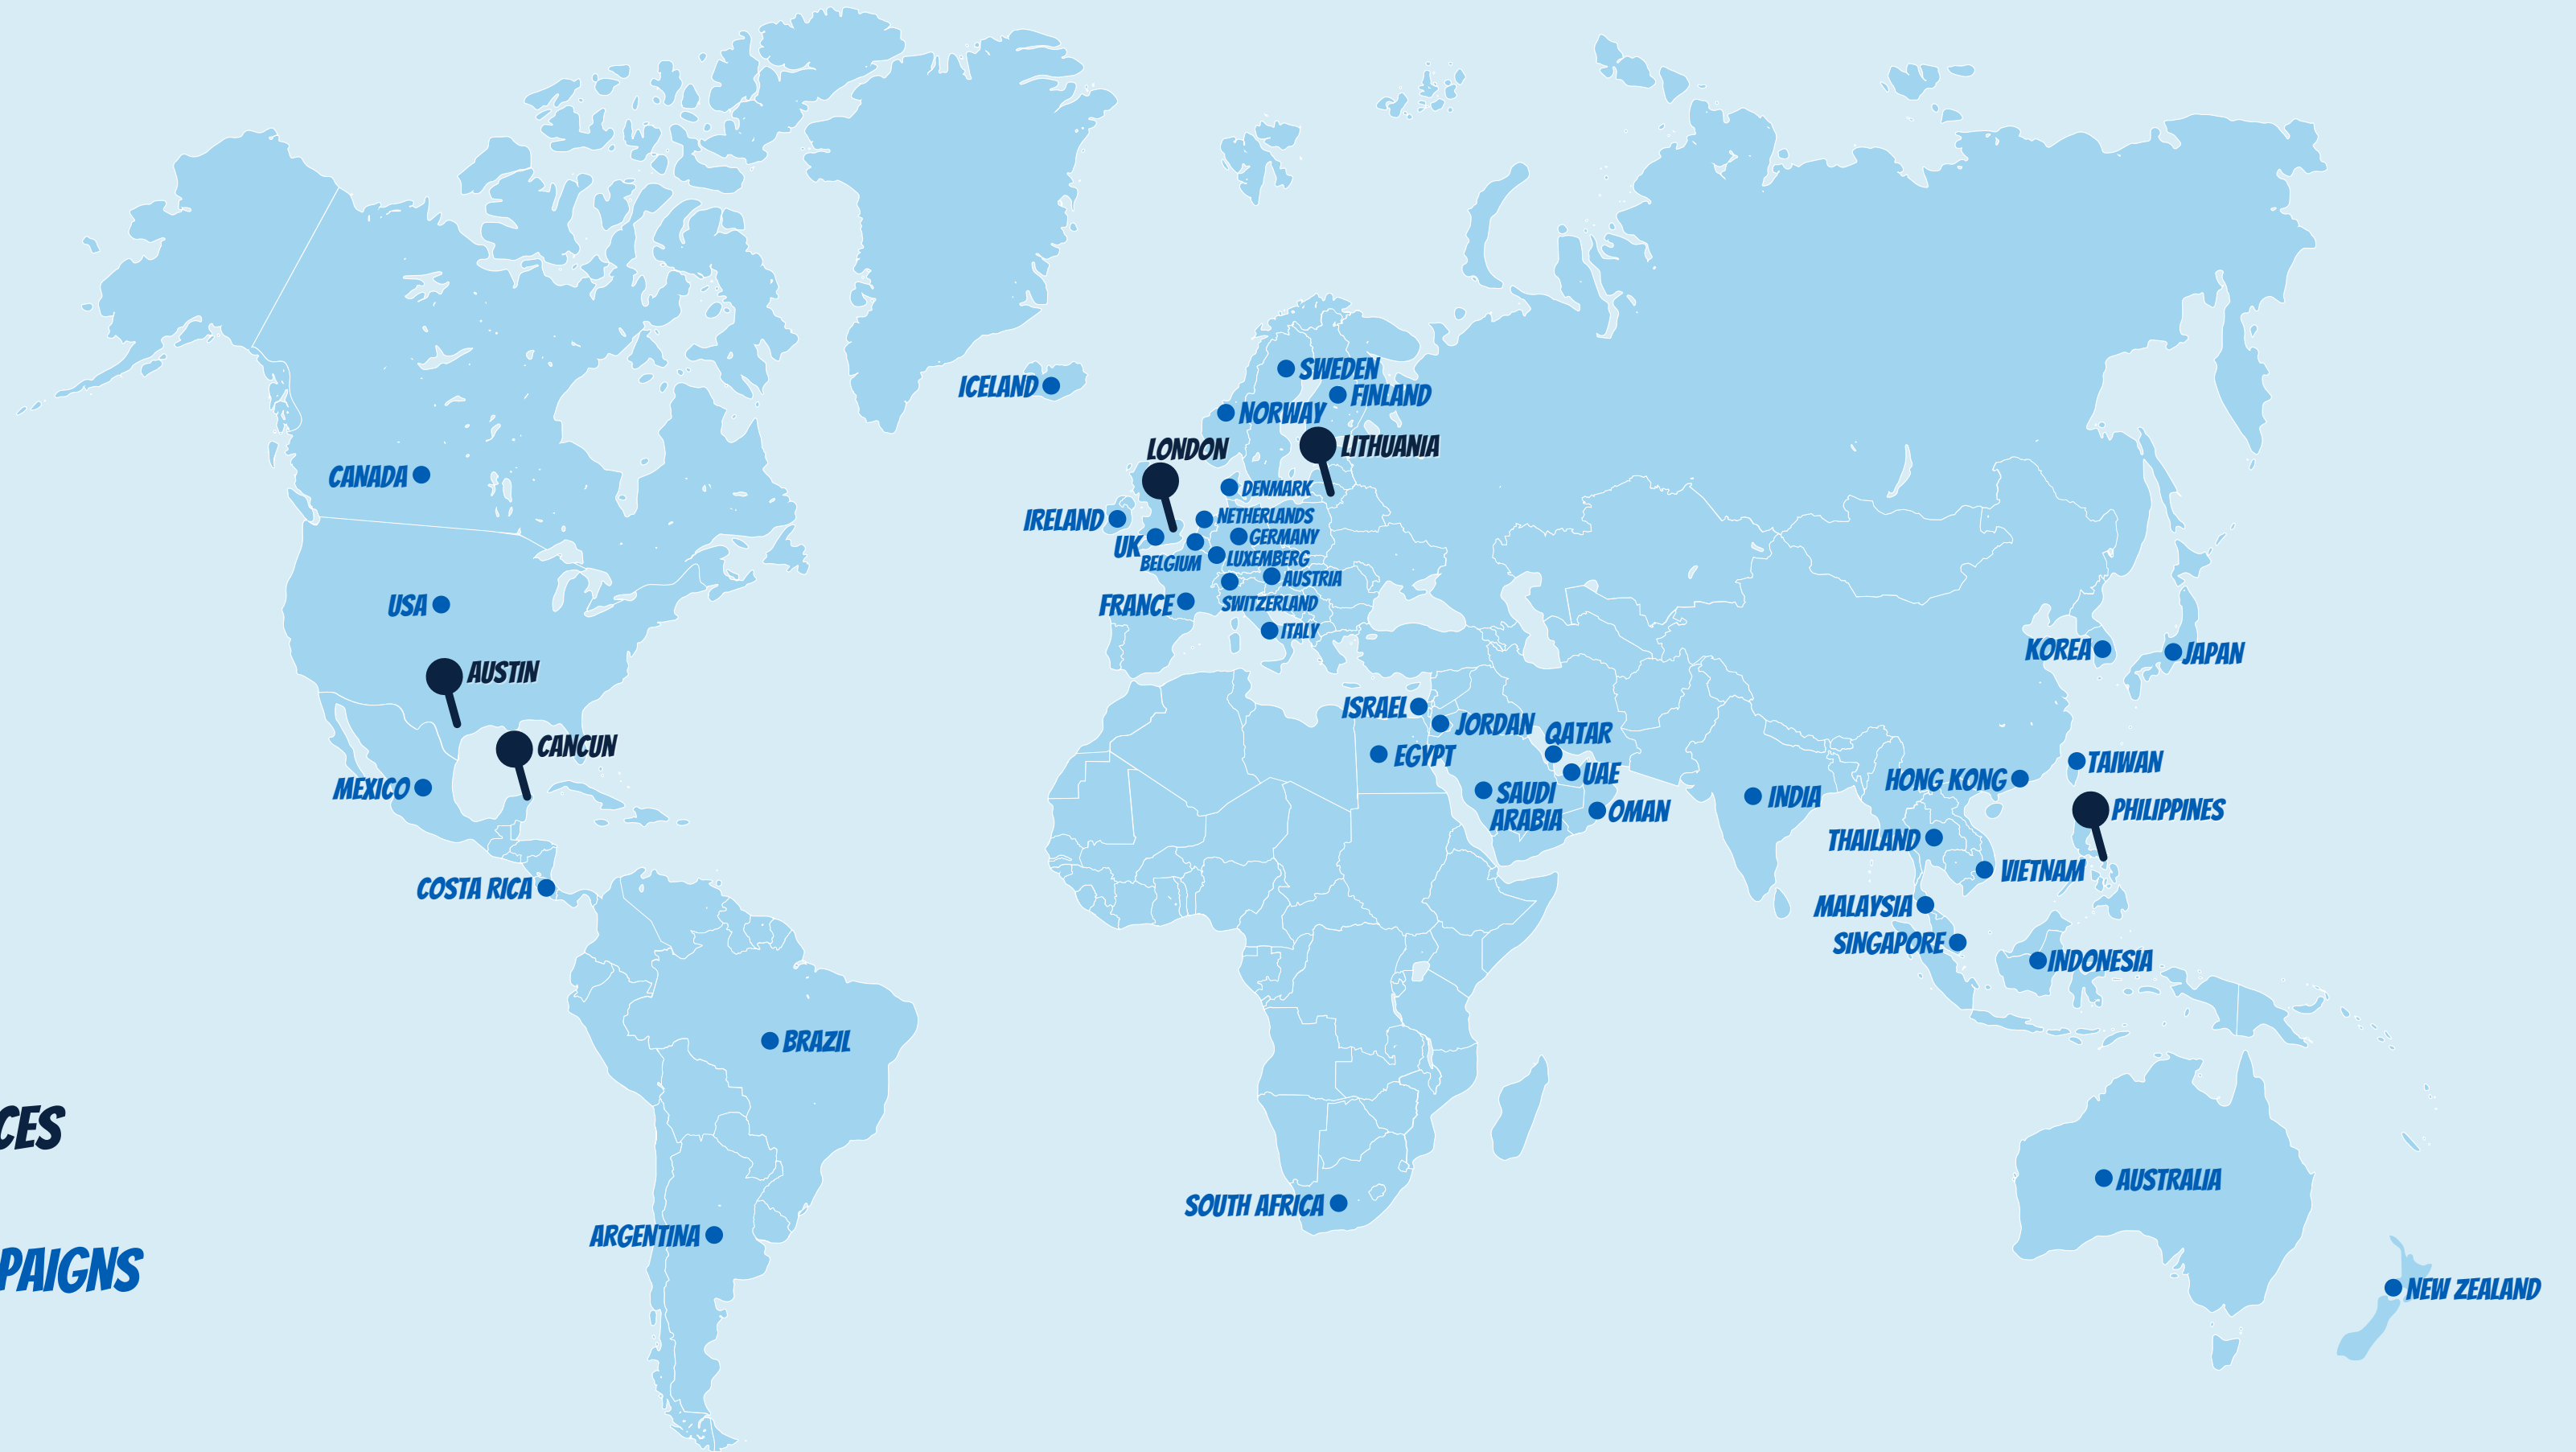 SWEDEN
ICELAND
FINLAND
NORWAY
LONDON
LITHUANIA
CANADA
DENMARK
IRELAND
NETHERLANDS
GERMANY
UK
BELGIUM
LUXEMBERG
AUSTRIA
USA
FRANCE
SWITZERLAND
ITALY
KOREA
JAPAN
AUSTIN
ISRAEL
JORDAN
QATAR
CANCUN
EGYPT
TAIWAN
UAE
HONG KONG
MEXICO
SAUDI
ARABIA
INDIA
OMAN
PHILIPPINES
THAILAND
VIETNAM
COSTA RICA
MALAYSIA
SINGAPORE
INDONESIA
BRAZIL
CES
AUSTRALIA
SOUTH AFRICA
ARGENTINA
PAIGNS
NEW ZEALAND